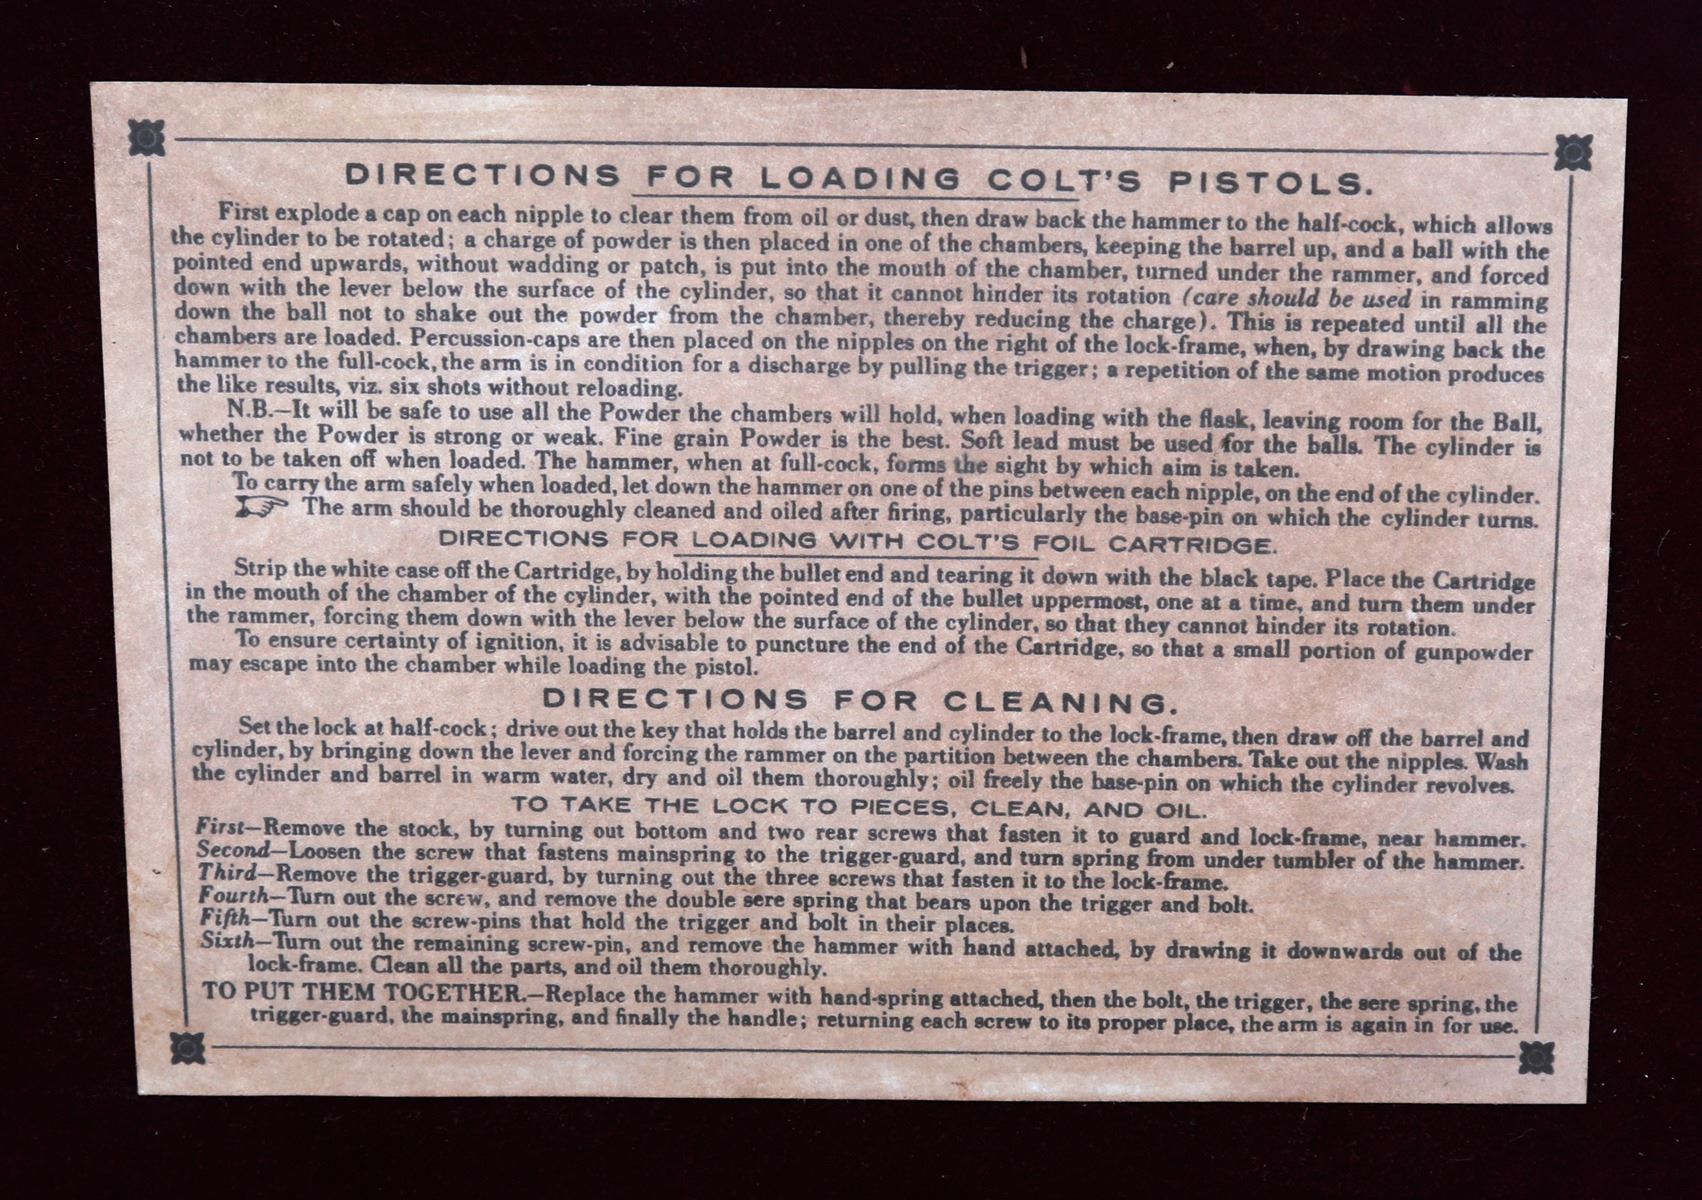 DIRECTIONS FOR LOADING COLT'S PISTOLS.
First explode a cap on each nipple to clear them from oil or dust, then draw back the hammer to the half-cock, which allows
the cylinder to be rotated; a charge of powder is then placed in one of the chambers, keeping the barrel up, and a ball with the
pointed end upwards, without wadding or patch, is put into the mouth of the chamber, turned under the rammer, and forced
down with the lever below the surface of the cylinder, so that it cannot hinder its rotation (care should be used in ramming
down the ball not to shake out the powder from the chamber, thereby reducing the charge). This is repeated until all the
chambers are loaded. Percussion-caps are then placed on the nipples on the right of the lock-frame, when, by drawing back the
hammer to the full-cock, the arm is in condition for a discharge by pulling the trigger; a repetition of the same motion produces
the like results, viz. six shots without reloading.
N.B.—It will be safe to use all the Powder the chambers will hold, when loading with the flask, leaving room for the Ball,
whether the Powder is strong or weak. Fine grain Powder is the best. Soft lead must be used for the balls. The cylinder is
not to be taken off when loaded. The hammer, when at full-cock, forms the sight by which aim is taken.
To carry the arm safely when loaded, let down the hammer on one of the pins between each nipple, on the end of the cylinder.
☞ The arm should be thoroughly cleaned and oiled after firing, particularly the base-pin on which the cylinder turns.
DIRECTIONS FOR LOADING WITH COLT'S FOIL CARTRIDGE.
Strip the white case off the Cartridge, by holding the bullet end and tearing it down with the black tape. Place the Cartridge
in the mouth of the chamber of the cylinder, with the pointed end of the bullet uppermost, one at a time, and turn them under
the rammer, forcing them down with the lever below the surface of the cylinder, so that they cannot hinder its rotation.
To ensure certainty of ignition, it is advisable to puncture the end of the Cartridge, so that a small portion of gunpowder
may escape into the chamber while loading the pistol.
DIRECTIONS FOR CLEANING.
Set the lock at half-cock; drive out the key that holds the barrel and cylinder to the lock-frame, then draw off the barrel and
cylinder, by bringing down the lever and forcing the rammer on the partition between the chambers. Take out the nipples. Wash
the cylinder and barrel in warm water, dry and oil them thoroughly; oil freely the base-pin on which the cylinder revolves.
TO TAKE THE LOCK TO PIECES, CLEAN, AND OIL.
First—Remove the stock, by turning out bottom and two rear screws that fasten it to guard and lock-frame, near hammer.
Second—Loosen the screw that fastens mainspring to the trigger-guard, and turn spring from under tumbler of the hammer.
Third—Remove the trigger-guard, by turning out the three screws that fasten it to the lock-frame.
Fourth—Turn out the screw, and remove the double sere spring that bears upon the trigger and bolt.
Fifth—Turn out the screw-pins that hold the trigger and bolt in their places.
Sixth—Turn out the remaining screw-pin, and remove the hammer with hand attached, by drawing it downwards out of the
lock-frame. Clean all the parts, and oil them thoroughly.
TO PUT THEM TOGETHER.—Replace the hammer with hand-spring attached, then the bolt, the trigger, the sere spring, the
trigger-guard, the mainspring, and finally the handle; returning each screw to its proper place, the arm is again in for use.